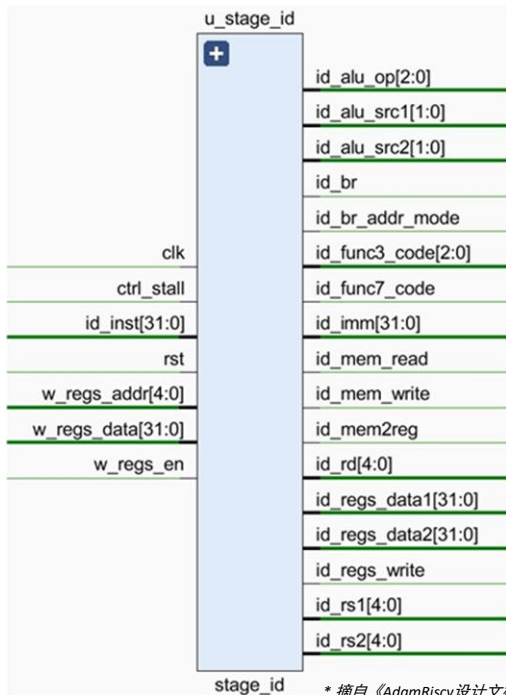 u_stage_id
id_alu_op[2:0]
id_alu_src1[1:0]
id_alu_src2[1:0]
id_br
id_br_addr_mode
clk
id_func3_code[2:0]
ctrl_stall
id_func7_code
id_inst[31:0]
id_imm[31:0]
rst
id_mem_read
w_regs_addr[4:0]
id_mem_write
w_regs_data[31:0]
id_mem2reg
w_regs_en
id_rd[4:0]
id_regs_data1[31:0]
id_regs_data2[31:0]
id_regs_write
id_rs1[4:0]
id_rs2[4:0]
stage_id
* 摘自《AdamRiscv设计文